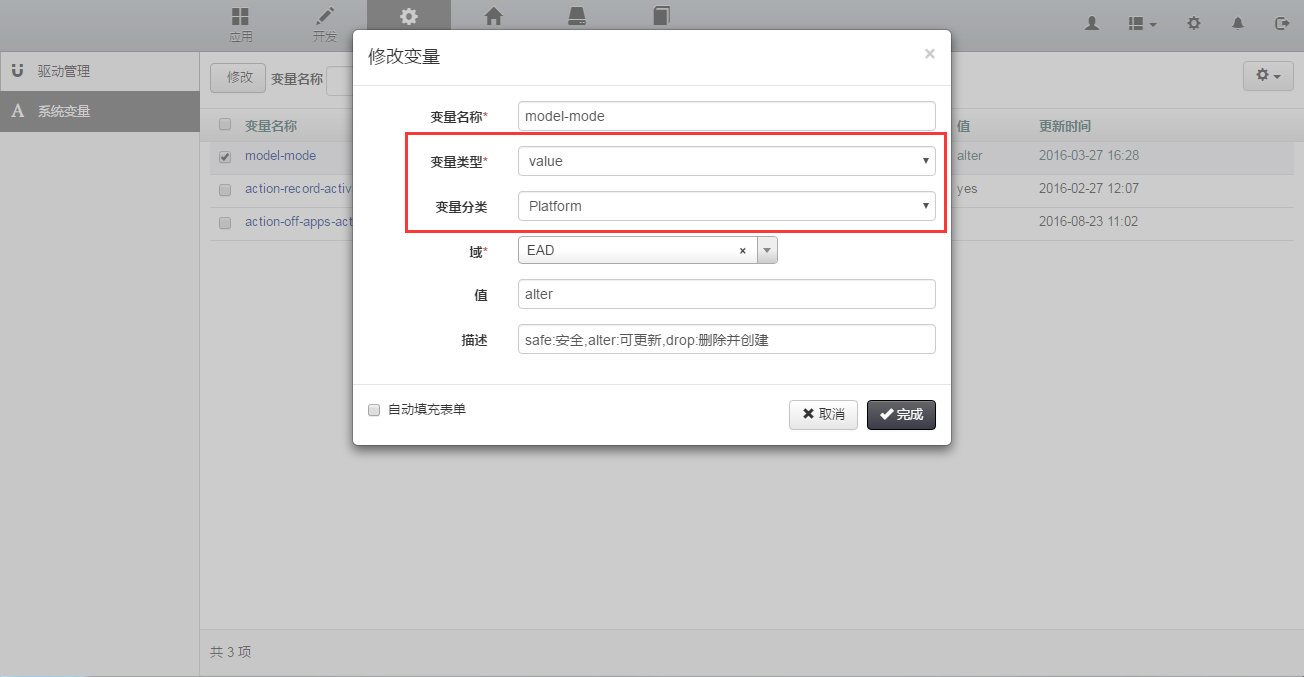 应用
开发
驱动管理
系统变量
修改 变量名称
变量名称 值 更新时间
model-mode alter 2016-03-27 16:28
action-record-activ yes 2016-02-27 12:07
action-off-apps-act 2016-08-23 11:02
共 3 项
修改变量 ×
变量名称* model-mode
变量类型* value
变量分类 Platform
域* EAD ×
值 alter
描述 safe:安全,alter:可更新,drop:删除并创建
自动填充表单 取消 完成